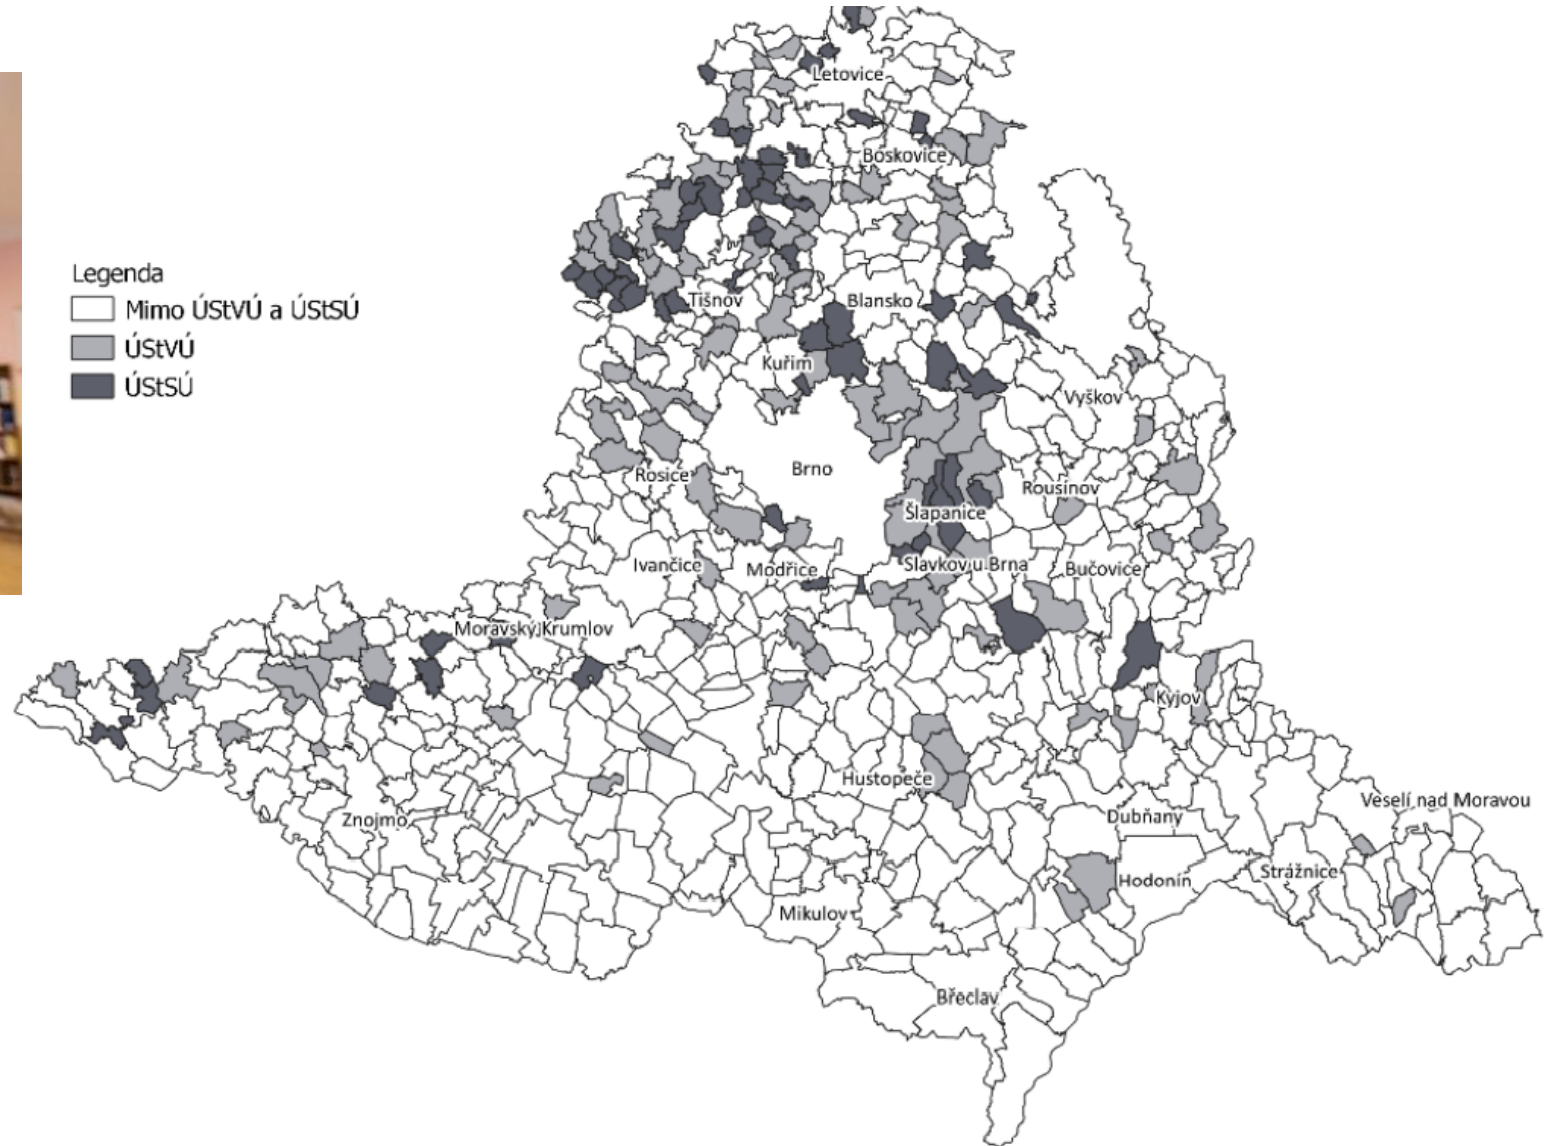 Legenda
Mimo ÚStVÚ a ÚStSÚ
ÚStVÚ
ÚStSÚ
Letovice
Boskovice
Tišnov
Blansko
Kuřim
Vyškov
Brno
Rosice
Rousínov
Šlapanice
Ivančice
Modřice
Slavkov u Brna
Bučovice
Moravský Krumlov
Kyjov
Hustopeče
Znojmo
Dubňany
Veselí nad Moravou
Hodonín
Strážnice
Mikulov
Břeclav